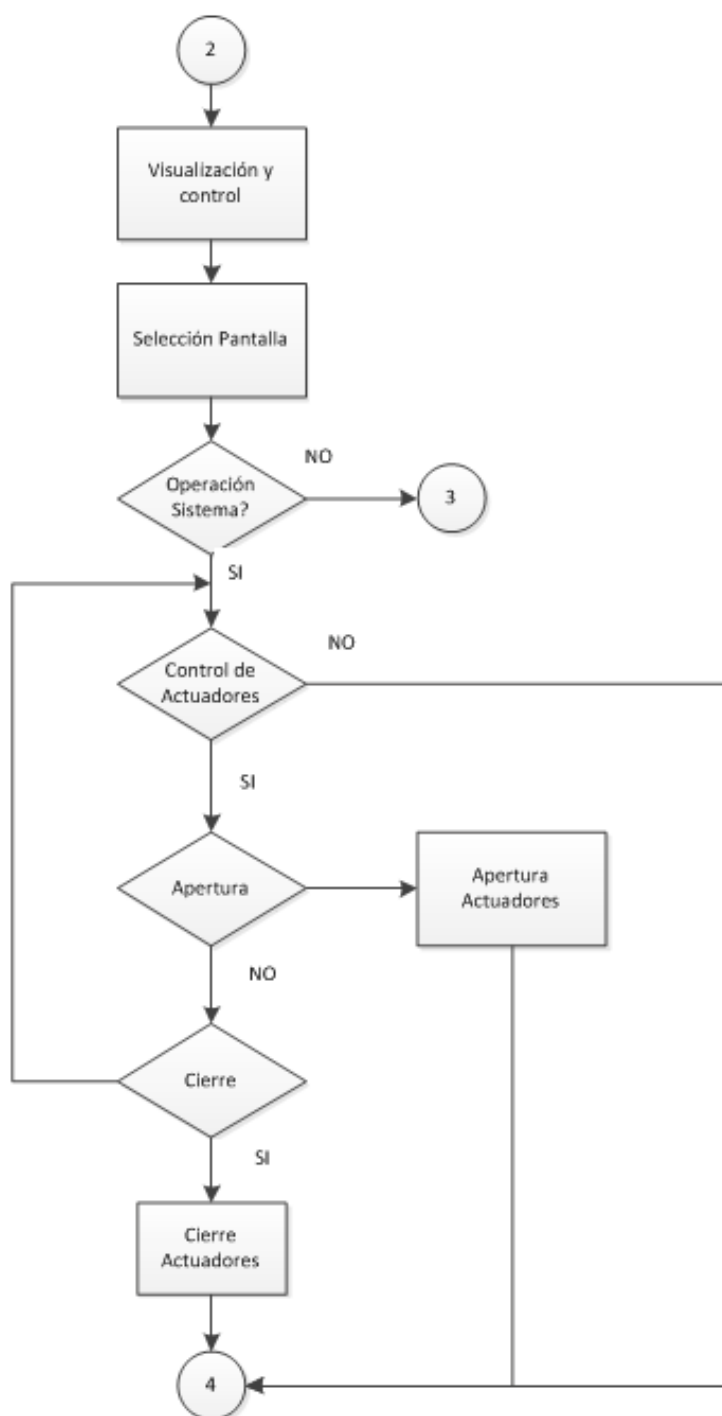 2
Visualización y
control
Selección Pantalla
Operación
Sistema?
NO
3
SI
Control de
Actuadores
NO
SI
Apertura
Apertura
Actuadores
NO
Cierre
SI
Cierre
Actuadores
4